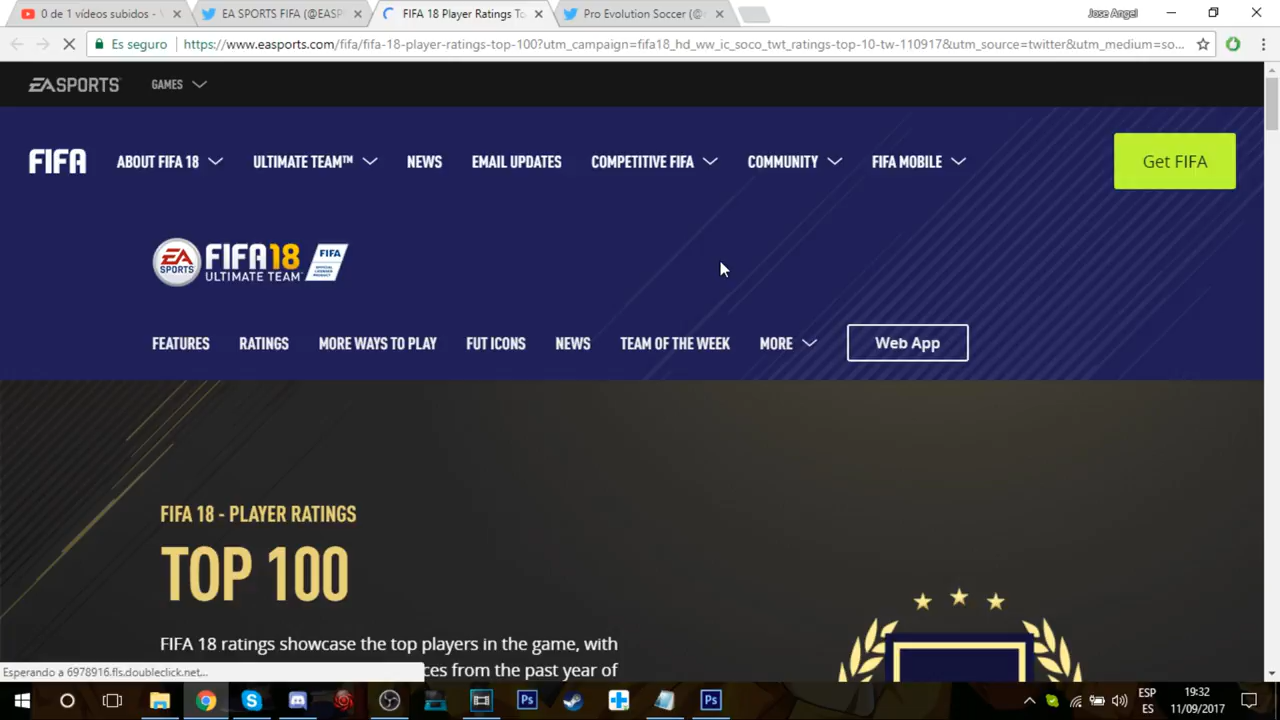 0 de 1 vídeos subidos -
EA SPORTS FIFA (@EASP
FIFA 18 Player Ratings To
Pro Evolution Soccer (@
Jose Angel
Es seguro
https://www.easports.com/fifa/fifa-18-player-ratings-top-100?utm_campaign=fifa18_hd_ww_ic_soco_twt_ratings-top-10-tw-110917&utm_source=twitter&utm_medium=so...
EA SPORTS GAMES
FIFA ABOUT FIFA 18 ULTIMATE TEAM™ NEWS EMAIL UPDATES COMPETITIVE FIFA COMMUNITY FIFA MOBILE Get FIFA
EA SPORTS FIFA 18 ULTIMATE TEAM FIFA OFFICIAL LICENSED PRODUCT
FEATURES RATINGS MORE WAYS TO PLAY FUT ICONS NEWS TEAM OF THE WEEK MORE Web App
FIFA 18 - PLAYER RATINGS
TOP 100
FIFA 18 ratings showcase the top players in the game, with
ces from the past year of
Esperando a 6978916.fls.doubleclick.net...
ESP 19:32
ES 11/09/2017